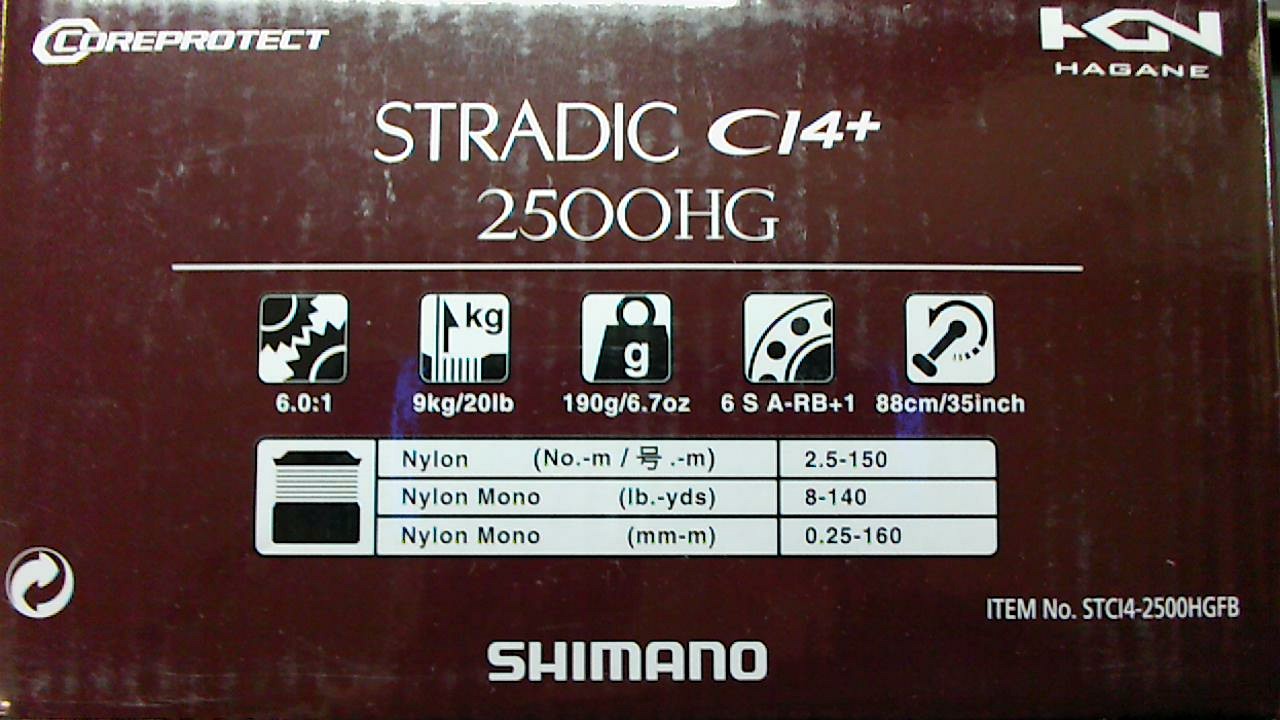 COREPROTECT
HAGANE
STRADIC CI4+
2500HG
kg
g
6.0:1 9kg/20lb 190g/6.7oz 6 S A-RB+1 88cm/35inch
Nylon (No.-m / 号.-m) 2.5-150
Nylon Mono (lb.-yds) 8-140
Nylon Mono (mm-m) 0.25-160
ITEM No. STCI4-2500HGFB
SHIMANO